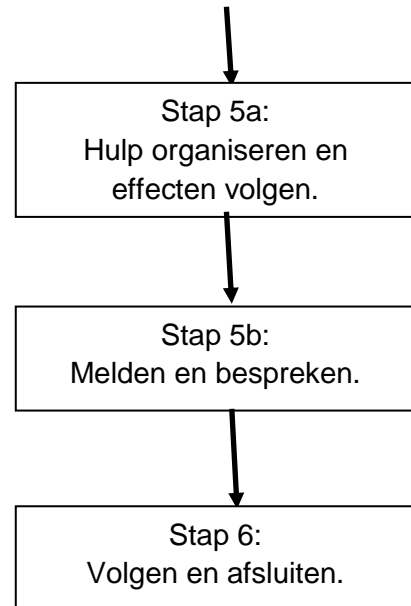 Stap 5a:
Hulp organiseren en
effecten volgen.
Stap 5b:
Melden en bespreken.
Stap 6:
Volgen en afsluiten.